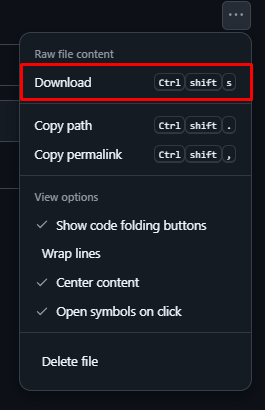 Raw file content
Download Ctrl shift s
Copy path Ctrl shift .
Copy permalink Ctrl shift ,
View options
Show code folding buttons
Wrap lines
Center content
Open symbols on click
Delete file